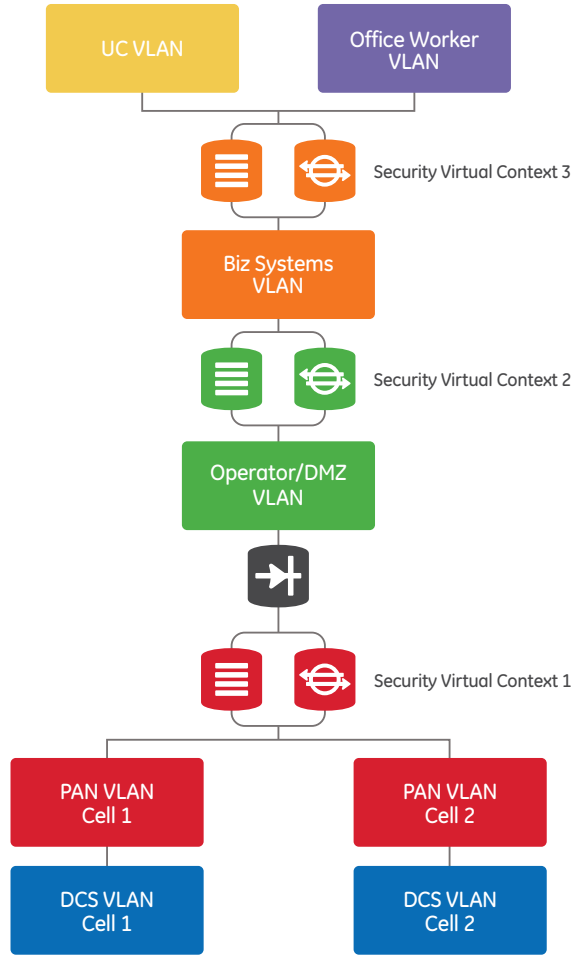 UC VLAN
Office Worker
VLAN
Security Virtual Context 3
Biz Systems
VLAN
Security Virtual Context 2
Operator/DMZ
VLAN
Security Virtual Context 1
PAN VLAN
Cell 1
PAN VLAN
Cell 2
DCS VLAN
Cell 1
DCS VLAN
Cell 2